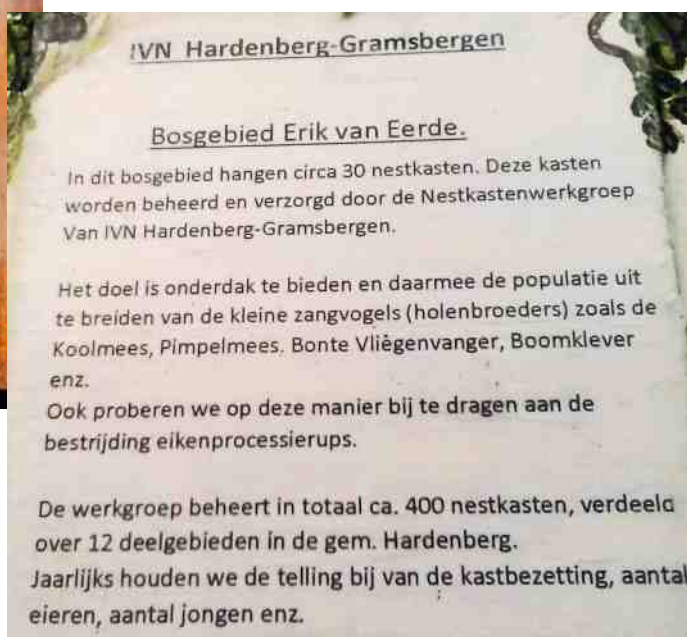 IVN Hardenberg-Gramsbergen
Bosgebied Erik van Eerde.
In dit bosgebied hangen circa 30 nestkasten. Deze kasten
worden beheerd en verzorgd door de Nestkastenwerkgroep
Van IVN Hardenberg-Gramsbergen.
Het doel is onderdak te bieden en daarmee de populatie uit
te breiden van de kleine zangvogels (holenbroeders) zoals de
Koolmees, Pimpelmees. Bonte Vliegenvanger, Boomklever
enz.
Ook proberen we op deze manier bij te dragen aan de
bestrijding eikenprocessierups.
De werkgroep beheert in totaal ca. 400 nestkasten, verdeeld
over 12 deelgebieden in de gem. Hardenberg.
Jaarlijks houden we de telling bij van de kastbezetting, aantal
eieren, aantal jongen enz.